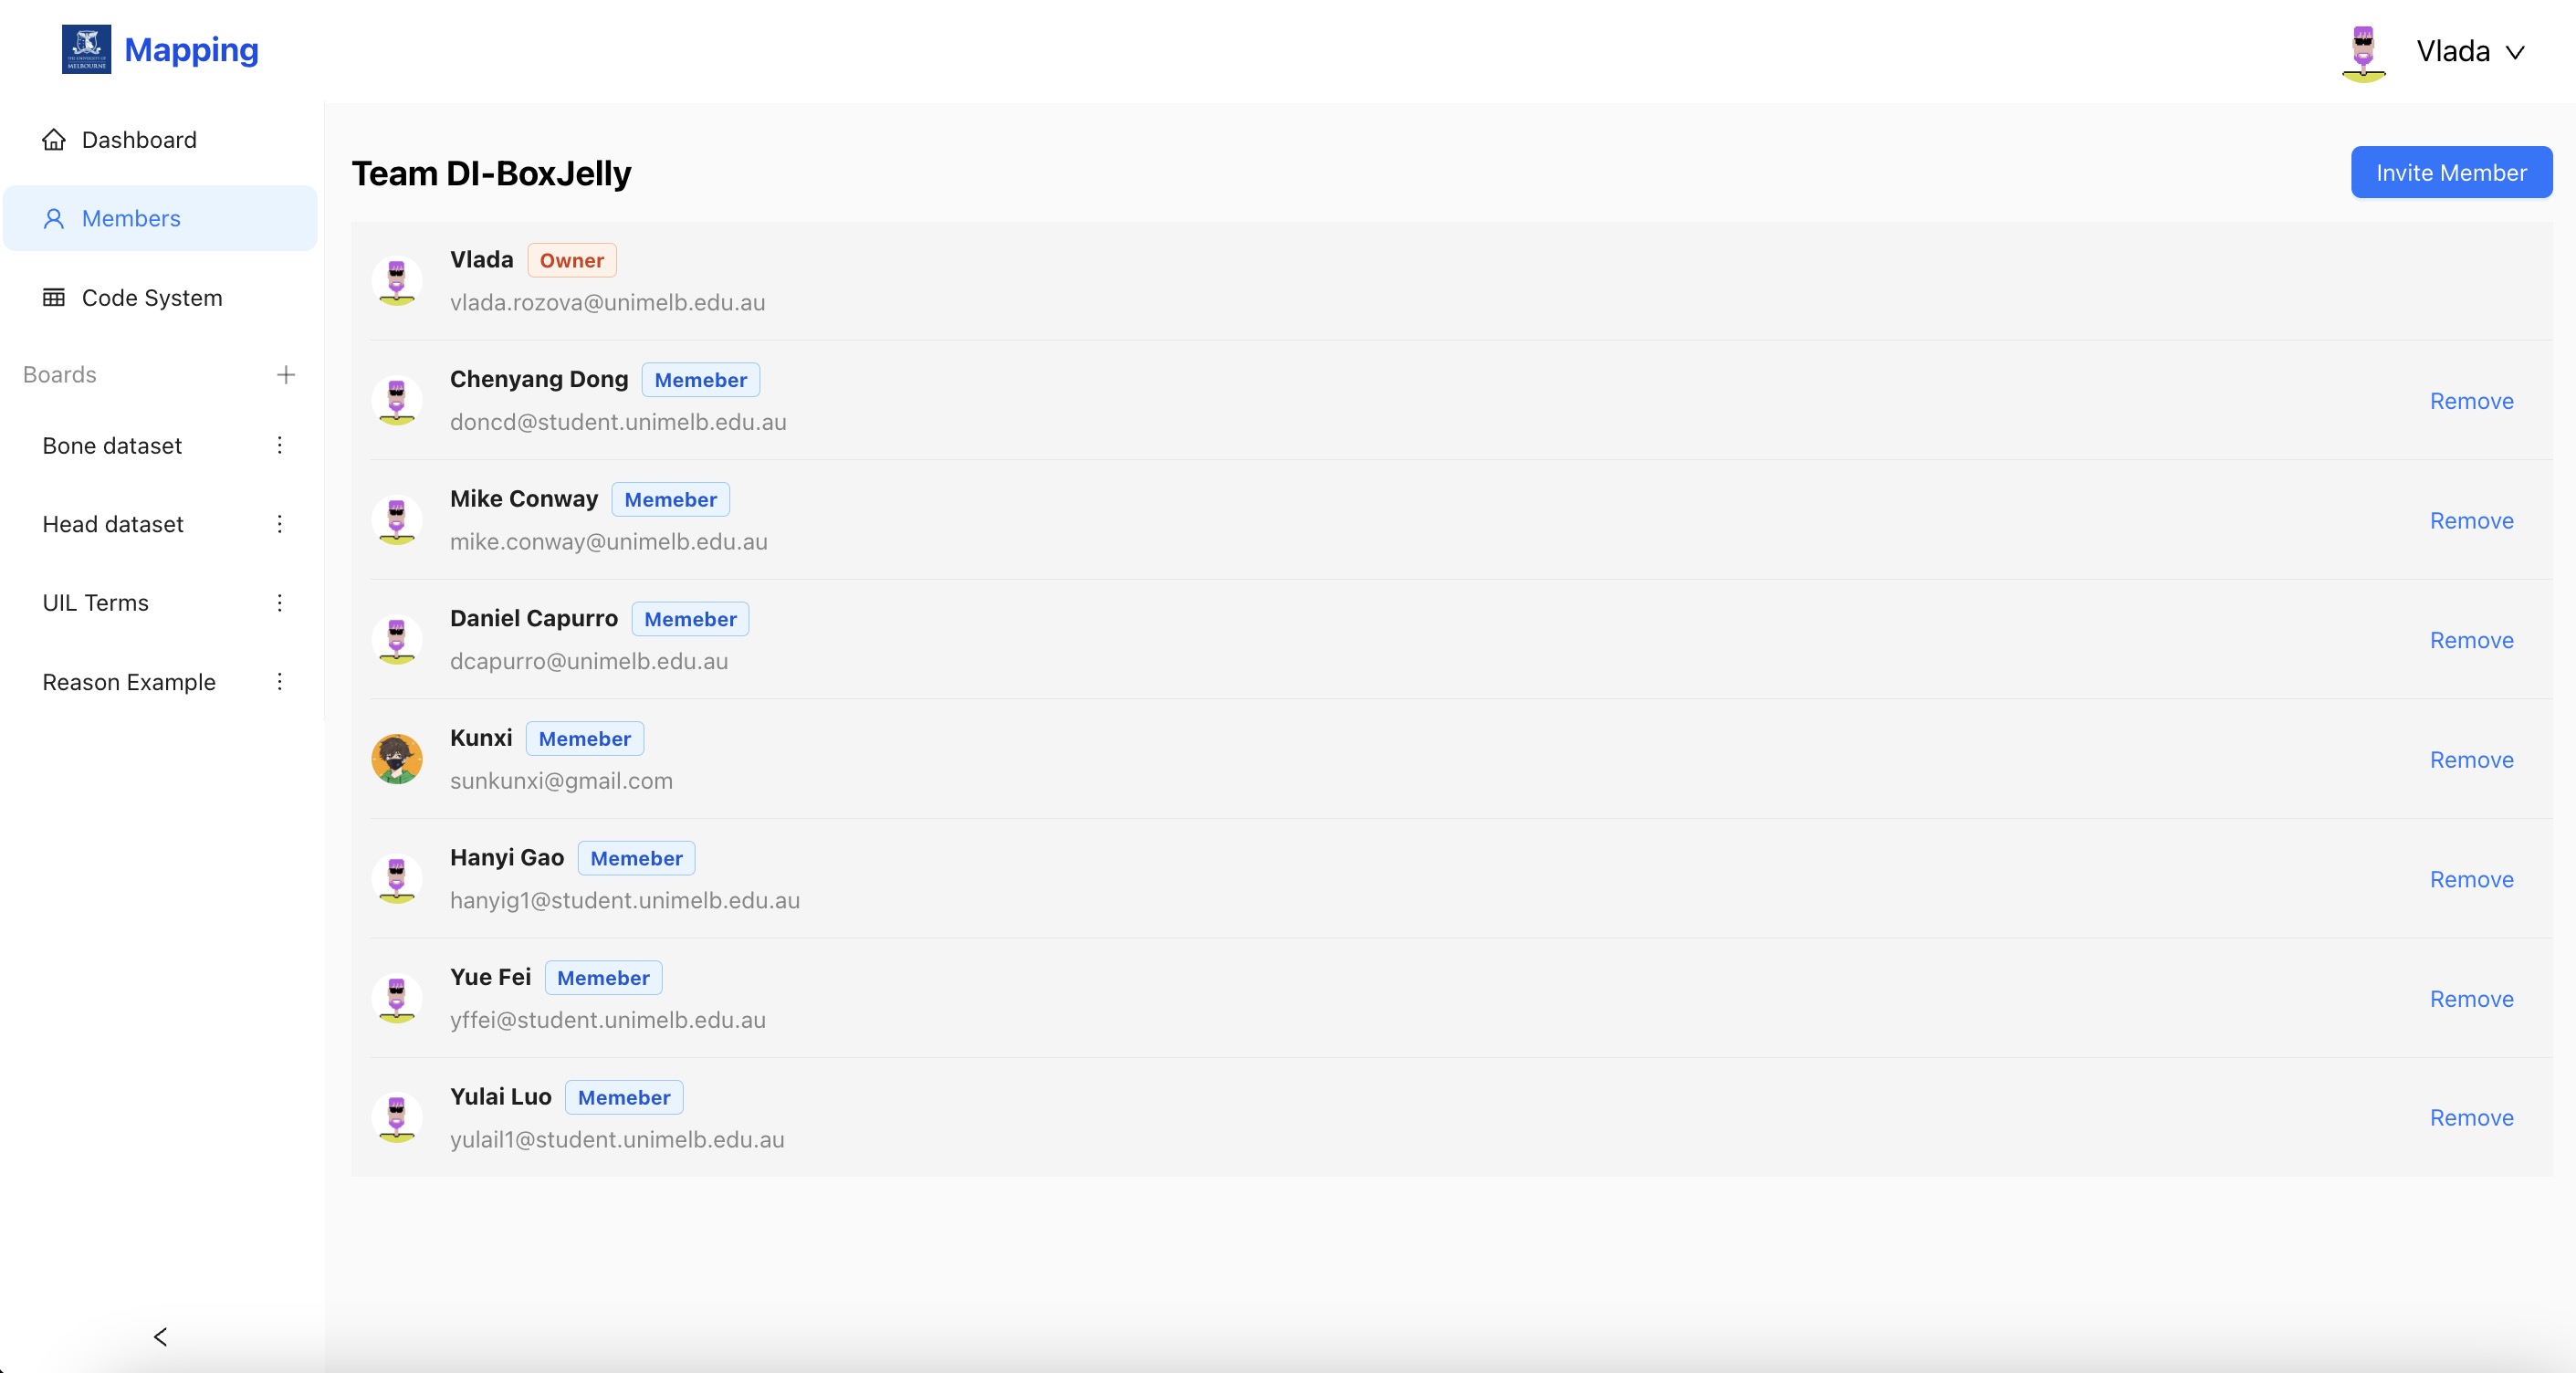 THE UNIVERSITY OF
MELBOURNE
Mapping
Vlada
Dashboard
Members
Code System
Boards
Bone dataset
Head dataset
UIL Terms
Reason Example
Team DI-BoxJelly
Invite Member
Vlada Owner
vlada.rozova@unimelb.edu.au
Chenyang Dong Memeber
doncd@student.unimelb.edu.au
Remove
Mike Conway Memeber
mike.conway@unimelb.edu.au
Remove
Daniel Capurro Memeber
dcapurro@unimelb.edu.au
Remove
Kunxi Memeber
sunkunxi@gmail.com
Remove
Hanyi Gao Memeber
hanyig1@student.unimelb.edu.au
Remove
Yue Fei Memeber
yffei@student.unimelb.edu.au
Remove
Yulai Luo Memeber
yulail1@student.unimelb.edu.au
Remove